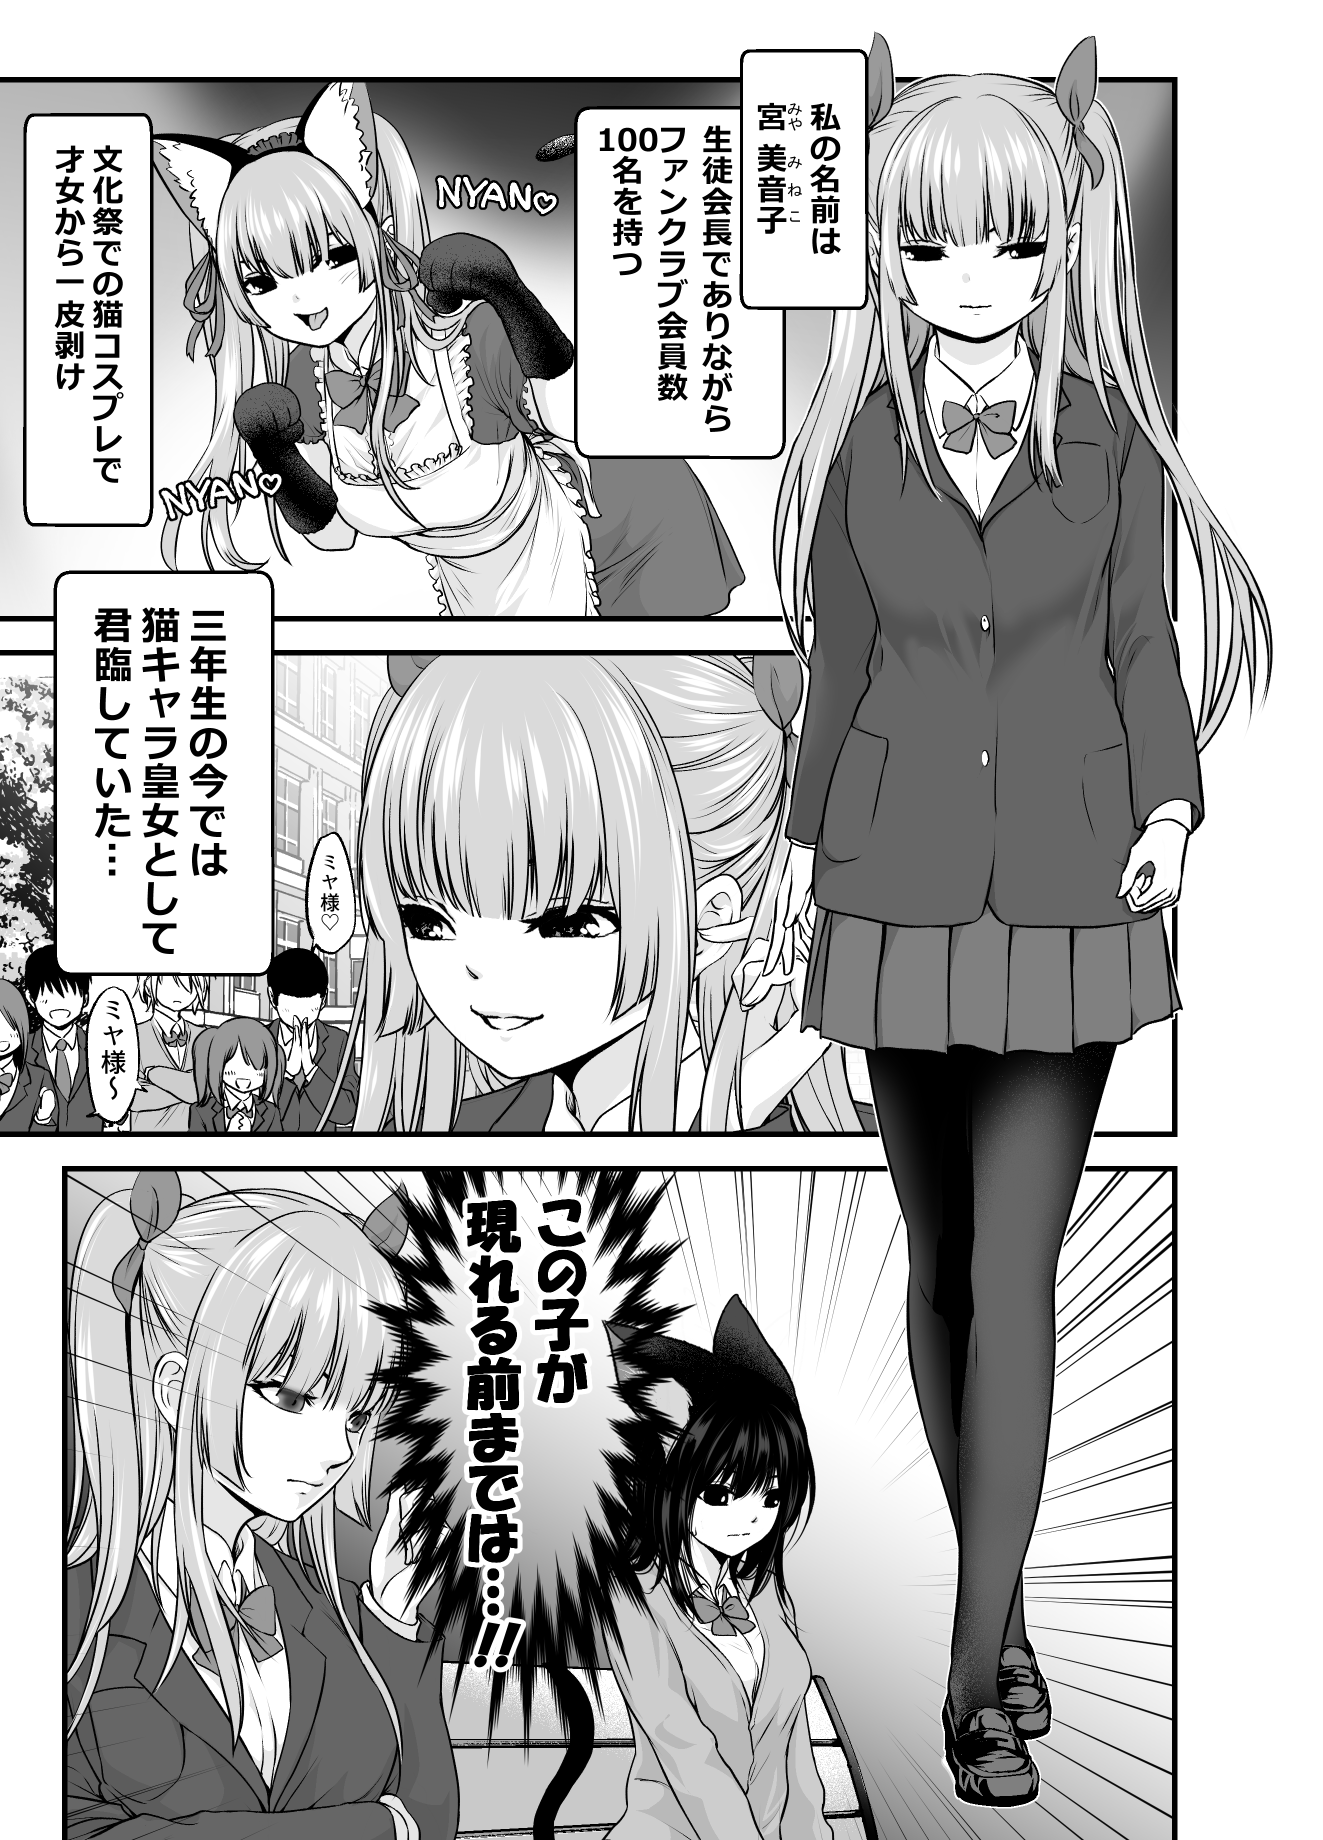 私の名前は
宮 美音子
みや みねこ
生徒会長でありながら
ファンクラブ会員数
100名を持つ
NYAN♡
NYAN♡
文化祭での猫コスプレで
才女から一皮剥け
三年生の今では
猫キャラ皇女として
君臨していた…
ミヤ様♡
ミヤ様～
この子が
現れる前までは…!!